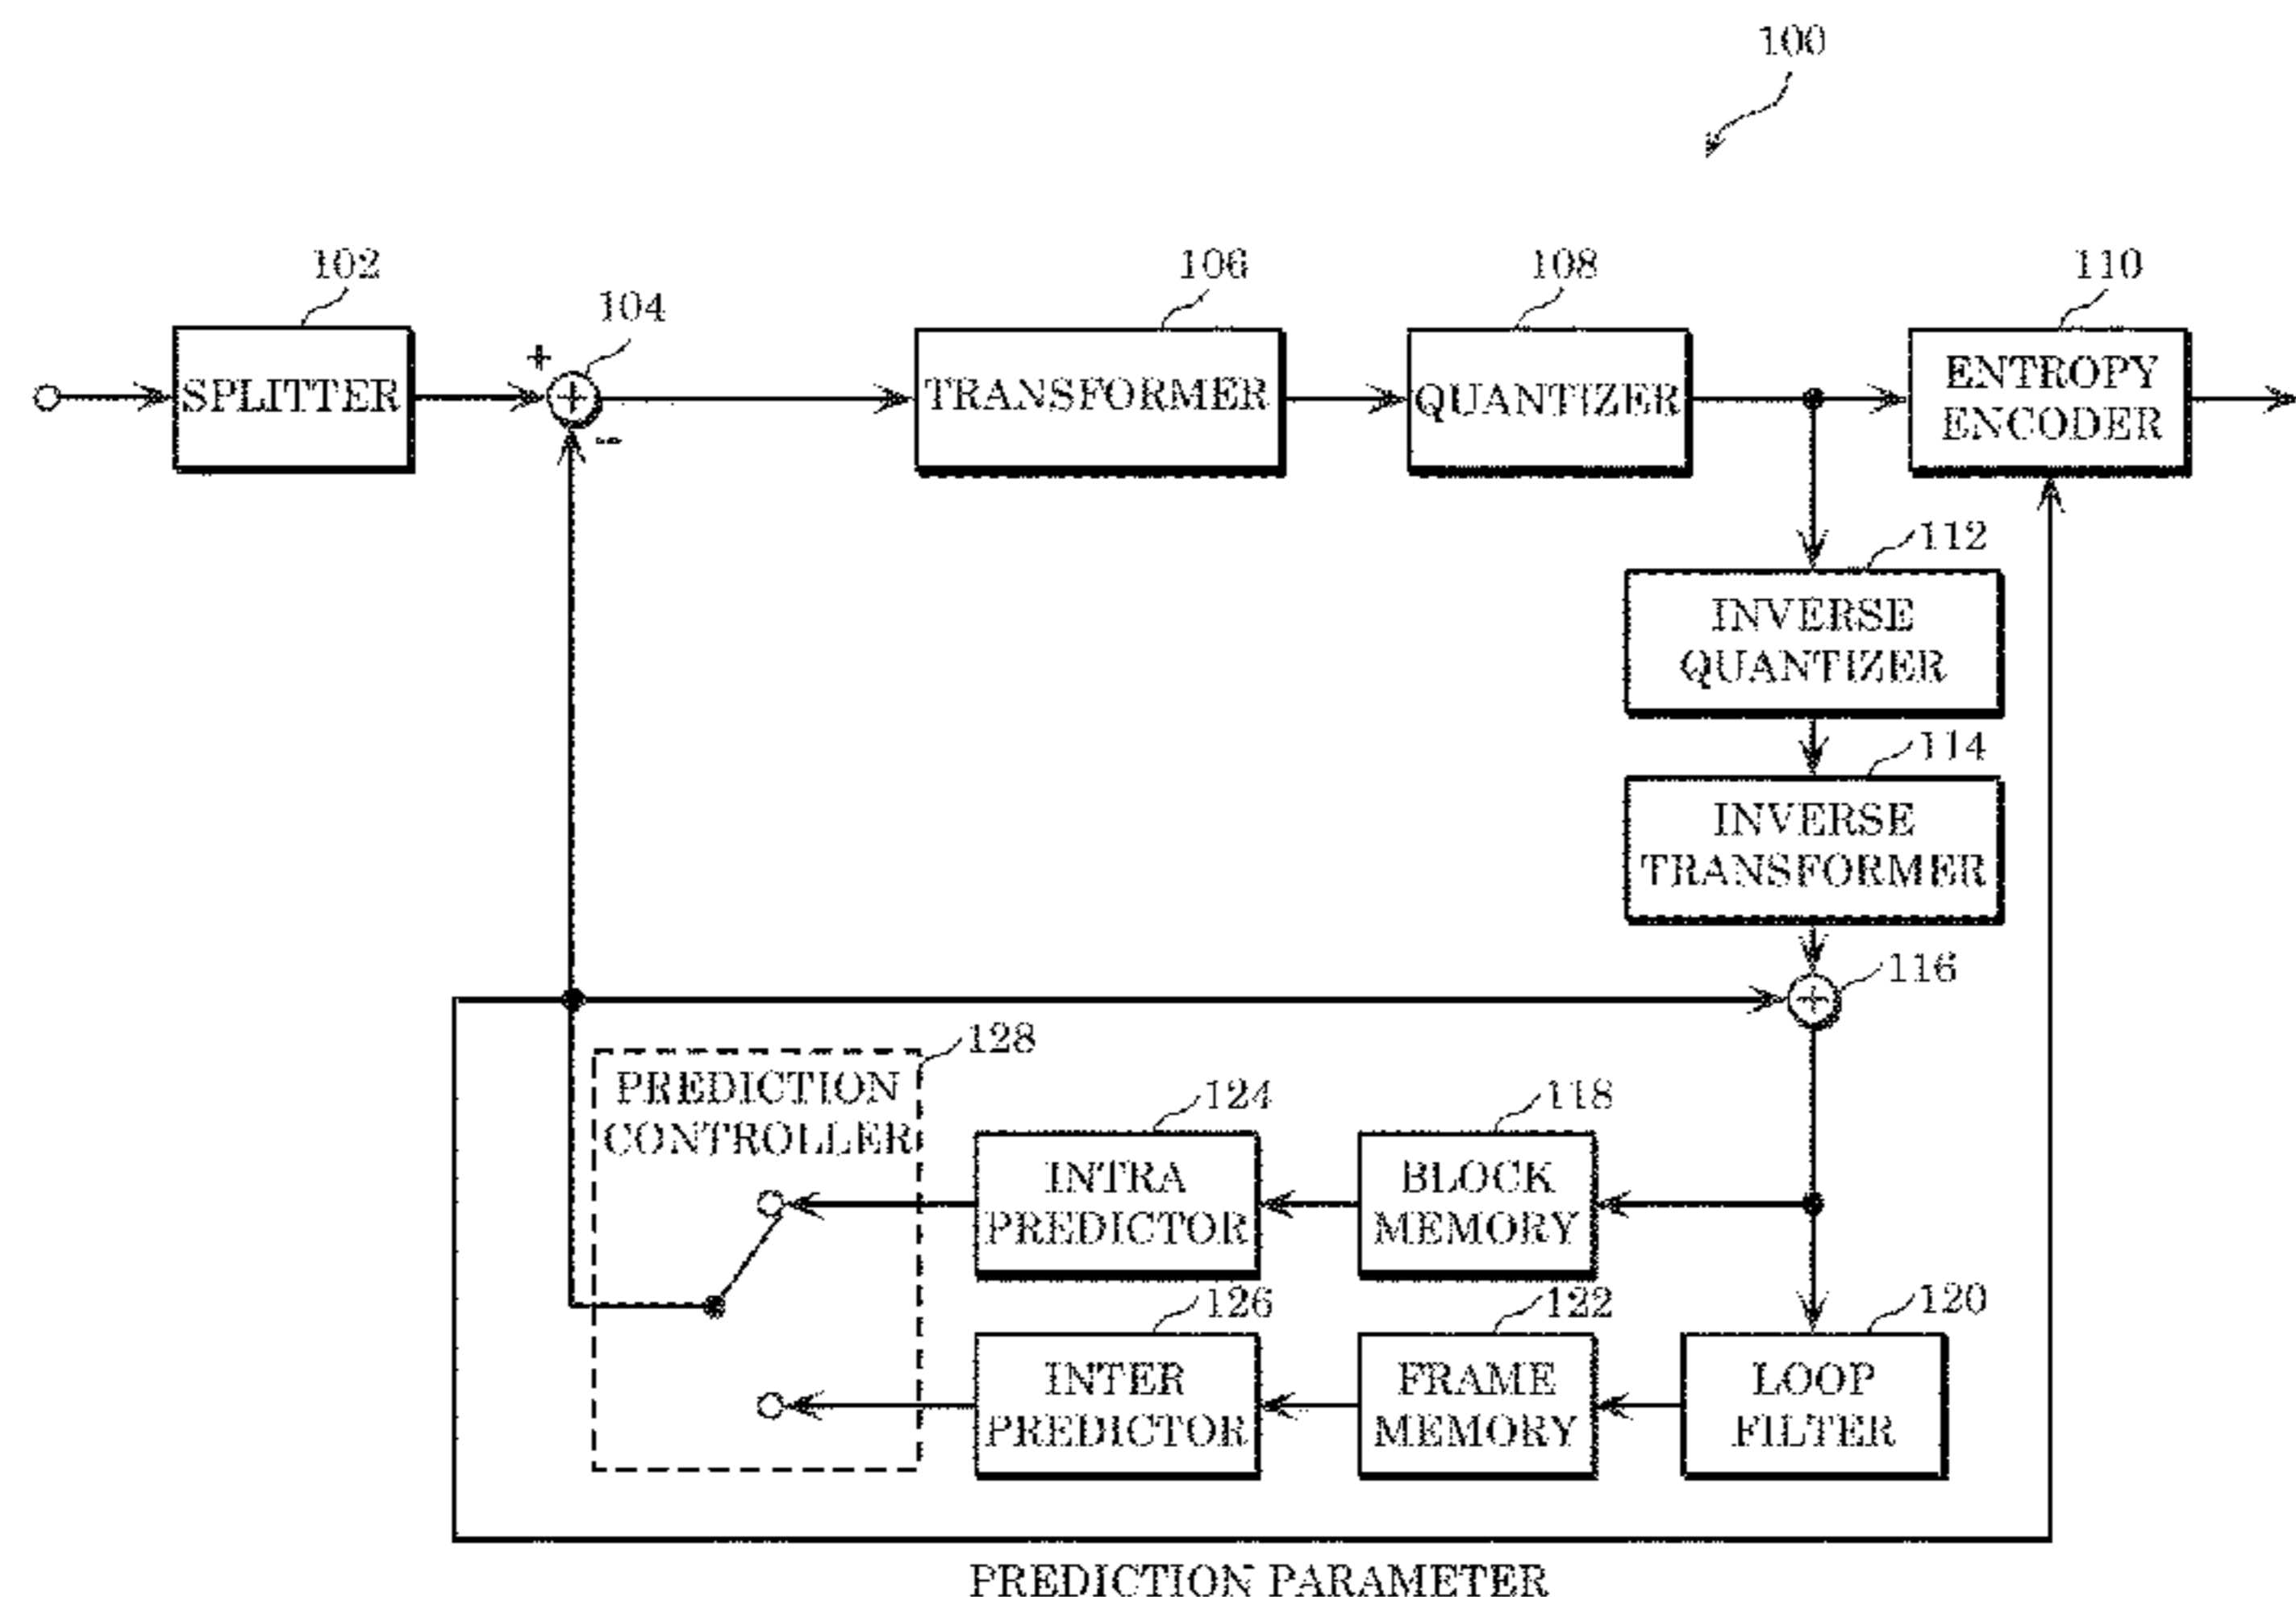 100
102
104
106
108
110
+
SPLITTER
+
TRANSFORMER
QUANTIZER
ENTROPY
ENCODER
-
112
INVERSE
QUANTIZER
114
INVERSE
TRANSFORMER
116
+
128
PREDICTION
CONTROLLER
124
118
INTRA
PREDICTOR
BLOCK
MEMORY
126
122
120
INTER
PREDICTOR
FRAME
MEMORY
LOOP
FILTER
PREDICTION PARAMETER